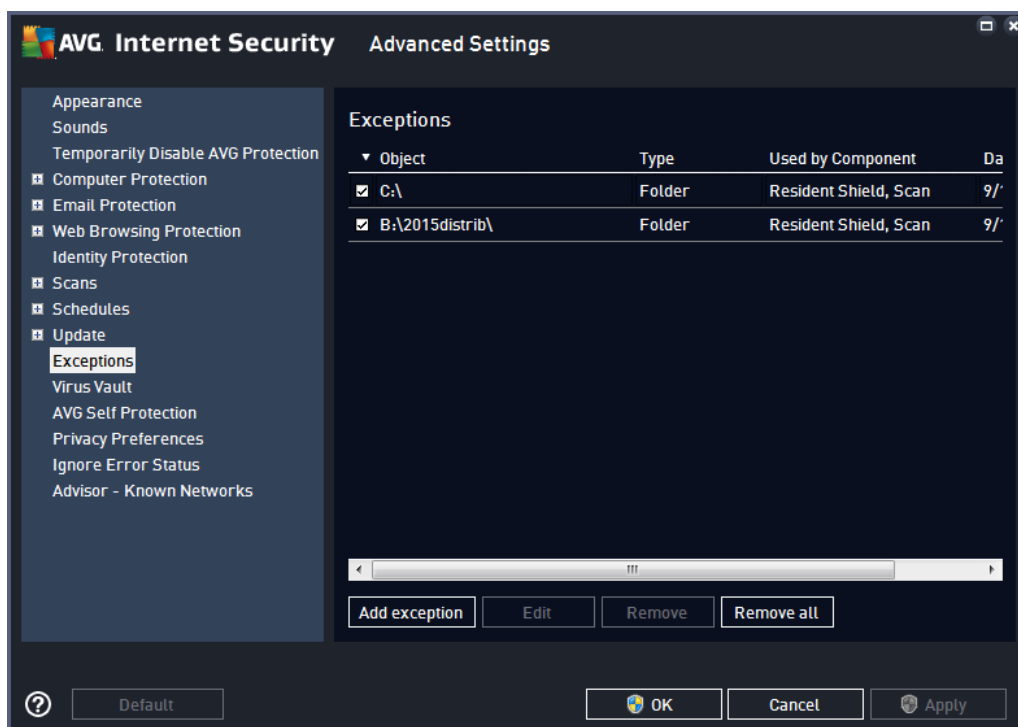 AVG. Internet Security Advanced Settings
Appearance
Sounds
Temporarily Disable AVG Protection
Computer Protection
Email Protection
Web Browsing Protection
Identity Protection
Scans
Schedules
Update
Exceptions
Virus Vault
AVG Self Protection
Privacy Preferences
Ignore Error Status
Advisor - Known Networks
Exceptions
Object Type Used by Component Da
C:\ Folder Resident Shield, Scan 9/
B:\2015distrib\ Folder Resident Shield, Scan 9/
Add exception Edit Remove Remove all
? Default OK Cancel Apply